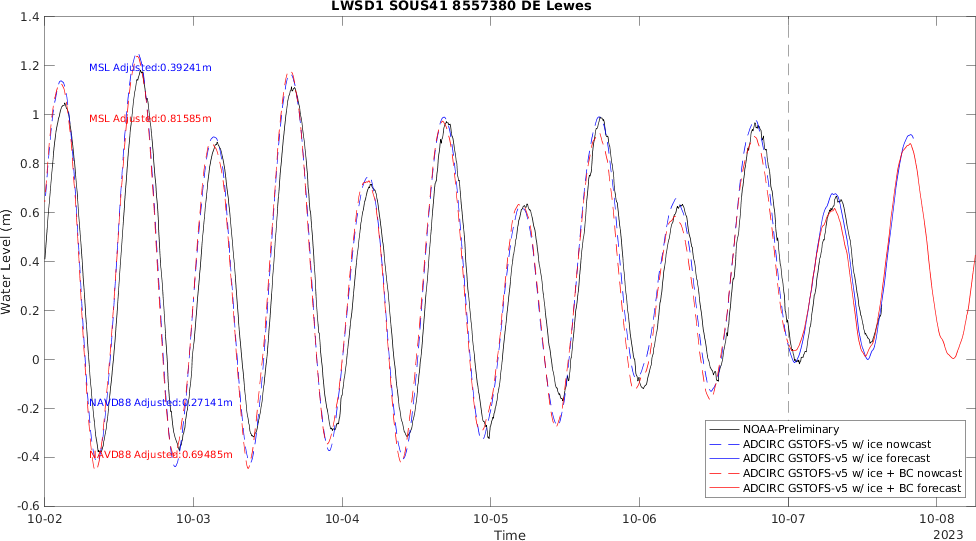 LWSD1 SOUS41 8557380 DE Lewes
1.4
1.2
1
0.8
0.6
0.4
0.2
0
-0.2
-0.4
-0.6
Water Level (m)
MSL Adjusted:0.39241m
MSL Adjusted:0.81585m
NAVD88 Adjusted:0.27141m
NAVD88 Adjusted:0.69485m
NOAA-Preliminary
ADCIRC GSTOFS-v5 w/ ice nowcast
ADCIRC GSTOFS-v5 w/ ice forecast
ADCIRC GSTOFS-v5 w/ ice + BC nowcast
ADCIRC GSTOFS-v5 w/ ice + BC forecast
10-02 10-03 10-04 10-05 10-06 10-07 10-08
Time
2023